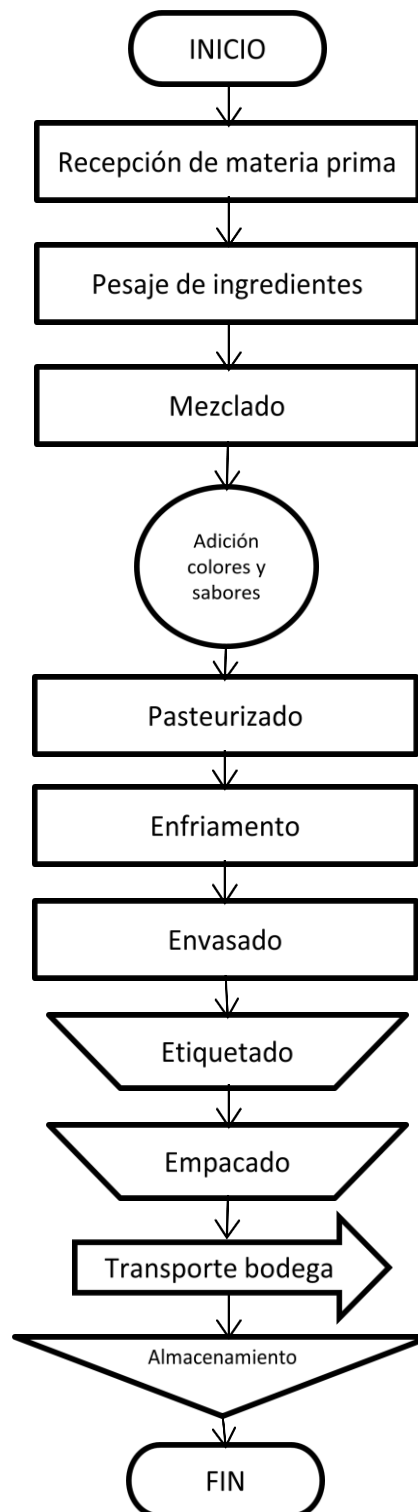 INICIO
Recepción de materia prima
Pesaje de ingredientes
Mezclado
Adición
colores y
sabores
Pasteurizado
Enfriamento
Envasado
Etiquetado
Empacado
Transporte bodega
Almacenamiento
FIN